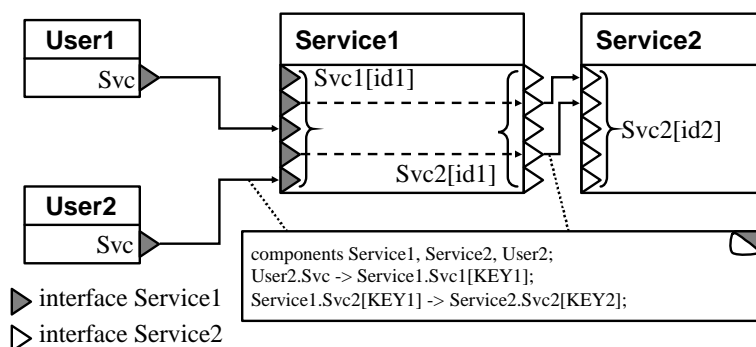 User1
Svc
Service1
Svc1[id1]
Svc2[id1]
Service2
Svc2[id2]
User2
Svc
components Service1, Service2, User2;
User2.Svc -> Service1.Svc1[KEY1];
Service1.Svc2[KEY1] -> Service2.Svc2[KEY2];
interface Service1
interface Service2